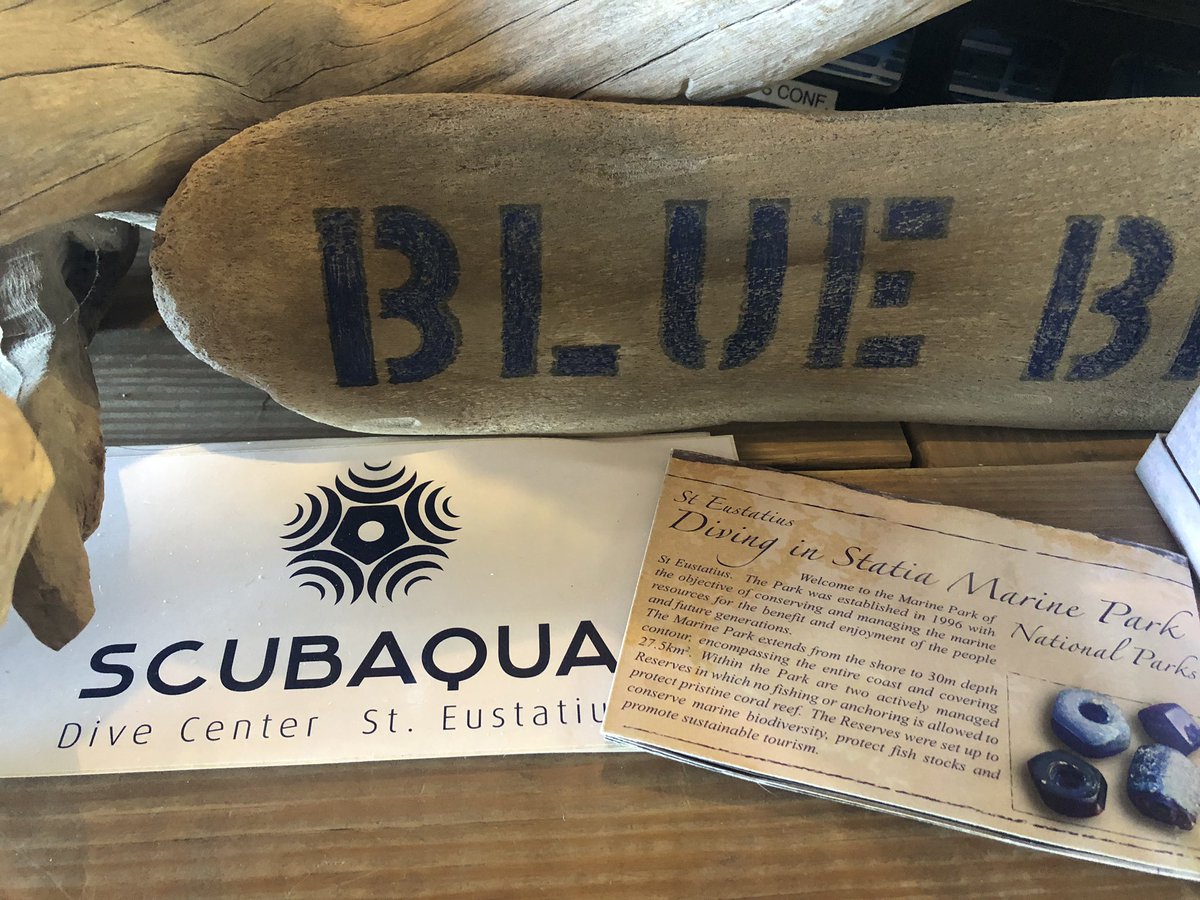 CONF.
BLUE B
SCUBAQUA
Dive Center St. Eustatiu
St Eustatius
Diving in Statia Marine Park
National Parks
Welcome to the Marine Park of
St Eustatius. The Park was established in 1996 with
the objective of conserving and managing the marine
resources for the benefit and enjoyment of the people
and future generations.
The Marine Park extends from the shore to 30m depth
contour, encompassing the entire coast and covering
27.5km². Within the Park are two actively managed
Reserves in which no fishing or anchoring is allowed to
protect pristine coral reef. The Reserves were set up to
conserve marine biodiversity, protect fish stocks and
promote sustainable tourism.